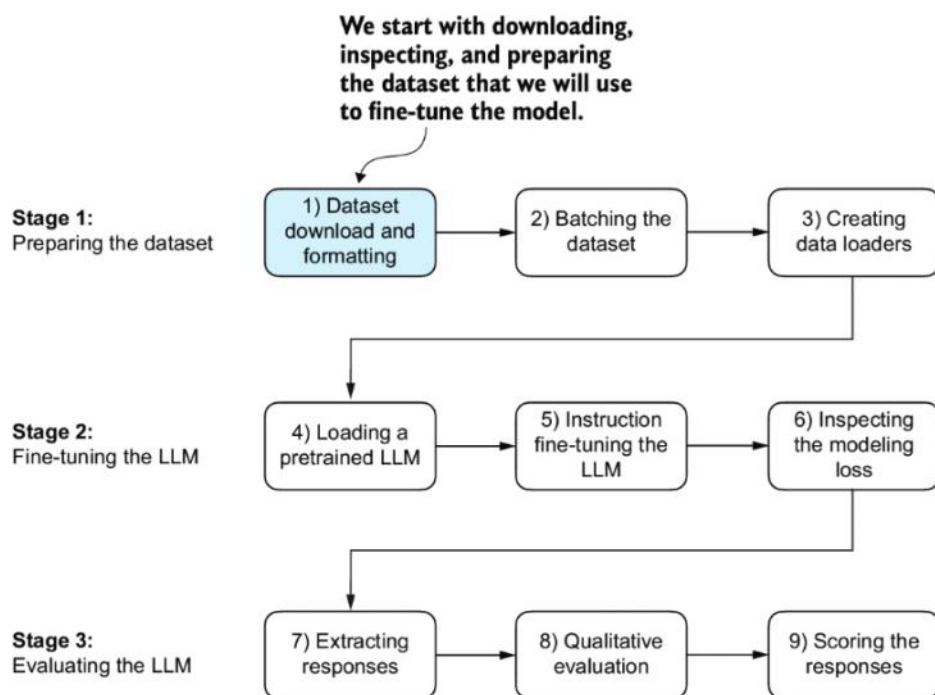 We start with downloading,
inspecting, and preparing
the dataset that we will use
to fine-tune the model.
Stage 1:
Preparing the dataset
1) Dataset
download and
formatting
2) Batching the
dataset
3) Creating
data loaders
Stage 2:
Fine-tuning the LLM
4) Loading a
pretrained LLM
5) Instruction
fine-tuning the
LLM
6) Inspecting
the modeling
loss
Stage 3:
Evaluating the LLM
7) Extracting
responses
8) Qualitative
evaluation
9) Scoring the
responses